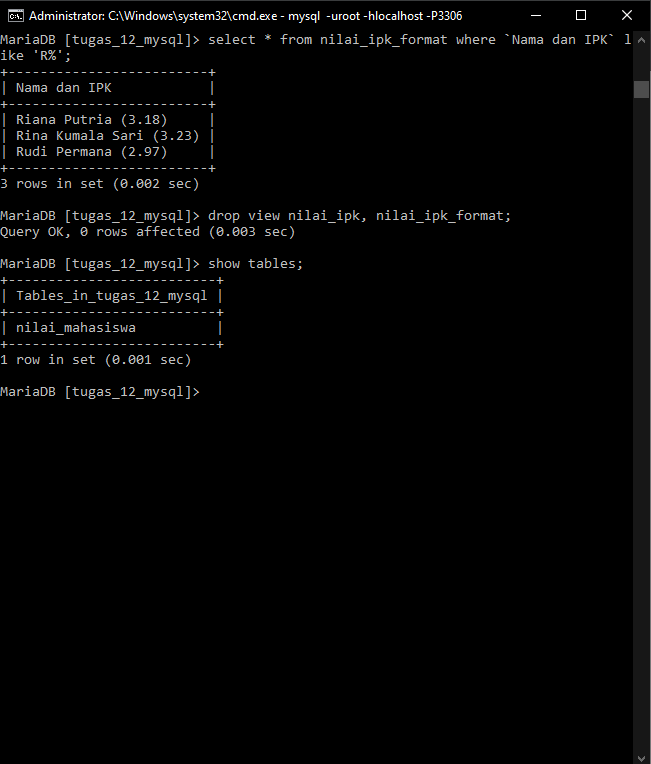 Administrator: C:\Windows\system32\cmd.exe - mysql -uroot -hlocalhost -P3306
MariaDB [tugas_12_mysql]> select * from nilai_ipk_format where `Nama dan IPK` l
ike 'R%';
+-------------------------+
| Nama dan IPK            |
+-------------------------+
| Riana Putria (3.18)     |
| Rina Kumala Sari (3.23) |
| Rudi Permana (2.97)     |
+-------------------------+
3 rows in set (0.002 sec)
MariaDB [tugas_12_mysql]> drop view nilai_ipk, nilai_ipk_format;
Query OK, 0 rows affected (0.003 sec)
MariaDB [tugas_12_mysql]> show tables;
+--------------------------+
| Tables_in_tugas_12_mysql |
+--------------------------+
| nilai_mahasiswa          |
+--------------------------+
1 row in set (0.001 sec)
MariaDB [tugas_12_mysql]>